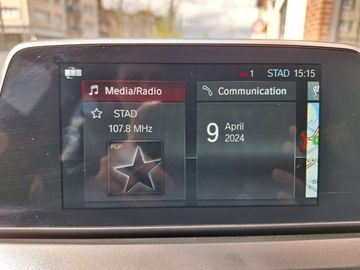 1 STAD 15:15
Media/Radio
STAD
107.8 MHz
POP
Communication
9 April
2024